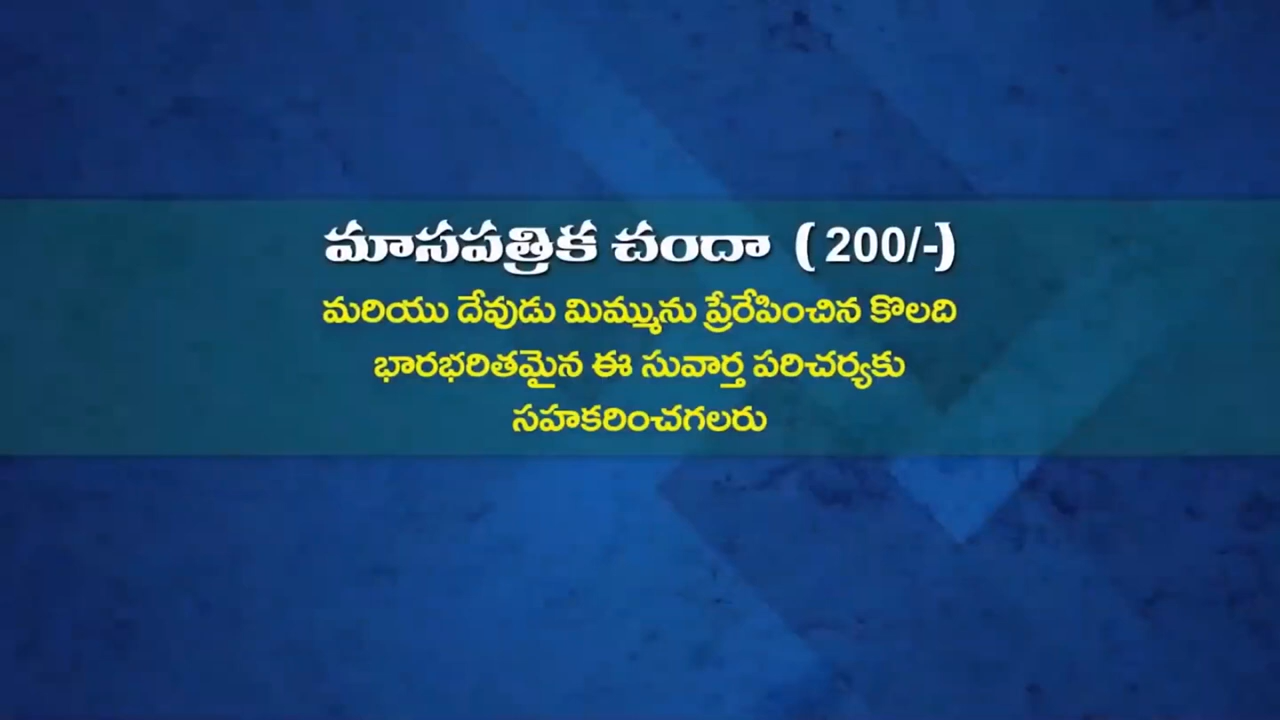 మాసపత్రిక చందా ( 200/-)
మరియు దేవుడు మిమ్మును ప్రేరేపించిన కొలది
భారభరితమైన ఈ సువార్త పరిచర్యకు
సహకరించగలరు